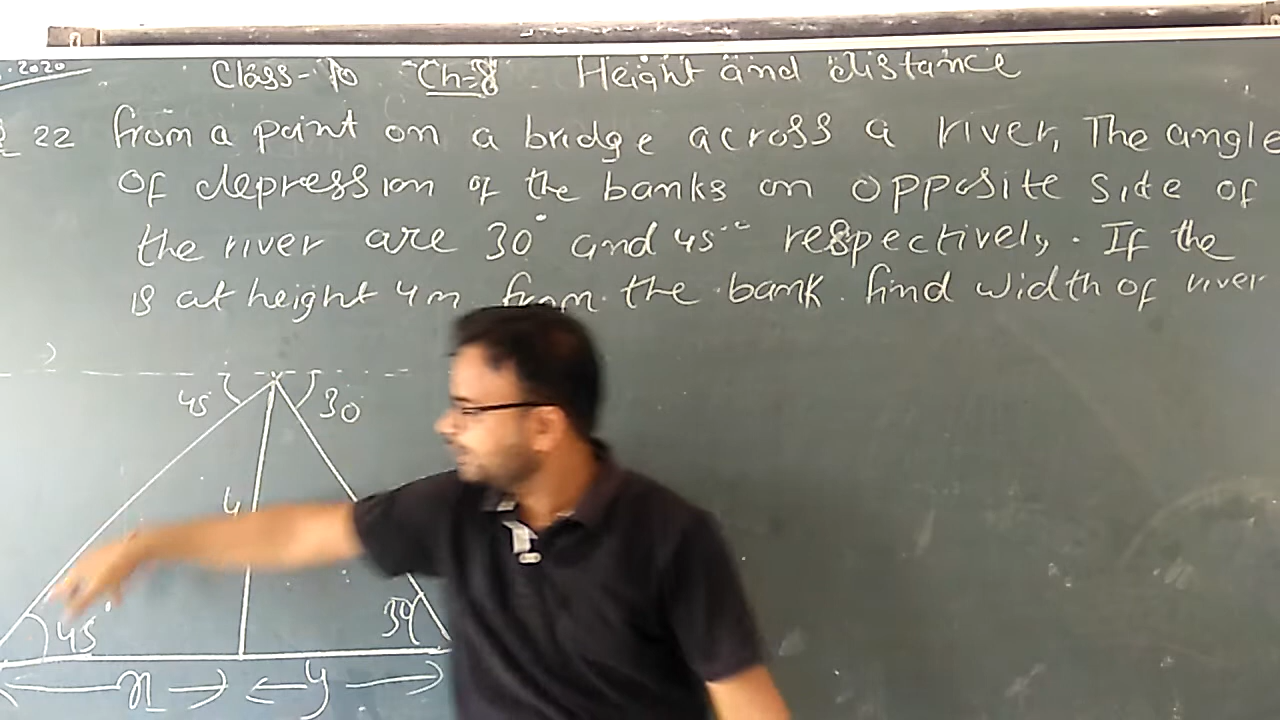 .2020
Class-10 Ch=8 Height and distance
Q 22 from a point on a bridge across a river, The angle
of depression of the banks on opposite side of
the river are 30° and 45° respectively. If the
is at height 4m from the bank. find width of river
45 30
4
45° 30
x y